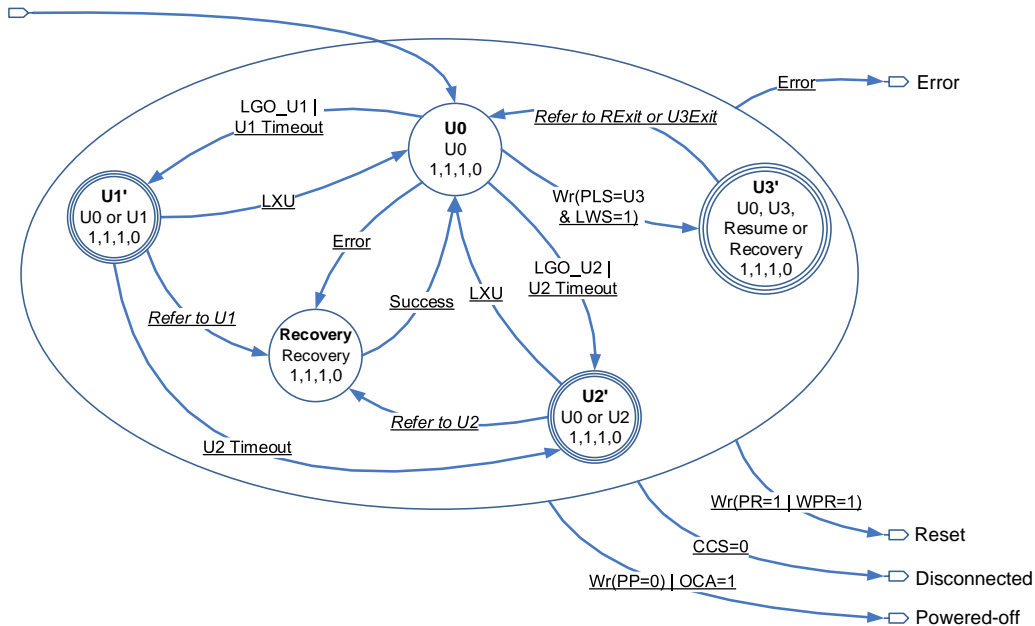 LGO_U1 |
U1 Timeout
U0
U0
1,1,1,0
Refer to RExit or U3Exit
Error
Error
U1'
U0 or U1
1,1,1,0
LXU
Wr(PLS=U3
& LWS=1)
U3'
U0, U3,
Resume or
Recovery
1,1,1,0
Error
LGO_U2 |
U2 Timeout
LXU
Success
Refer to U1
Recovery
Recovery
1,1,1,0
U2'
U0 or U2
1,1,1,0
Refer to U2
U2 Timeout
Wr(PR=1 | WPR=1)
Reset
CCS=0
Disconnected
Wr(PP=0) | OCA=1
Powered-off